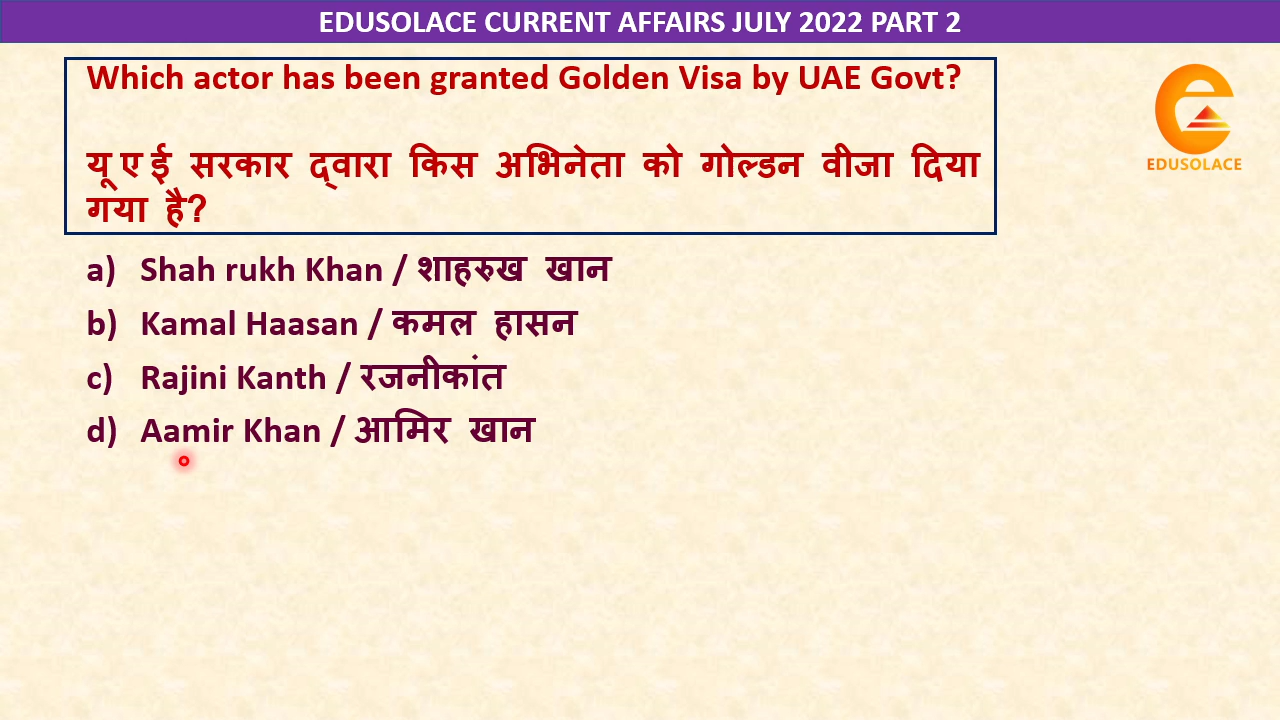 EDUSOLACE CURRENT AFFAIRS JULY 2022 PART 2
Which actor has been granted Golden Visa by UAE Govt?
यू ए ई सरकार द्वारा किस अभिनेता को गोल्डन वीजा दिया
गया है?
EDUSOLACE
a) Shah rukh Khan / शाहरुख खान
b) Kamal Haasan / कमल हासन
c) Rajini Kanth / रजनीकांत
d) Aamir Khan / आमिर खान